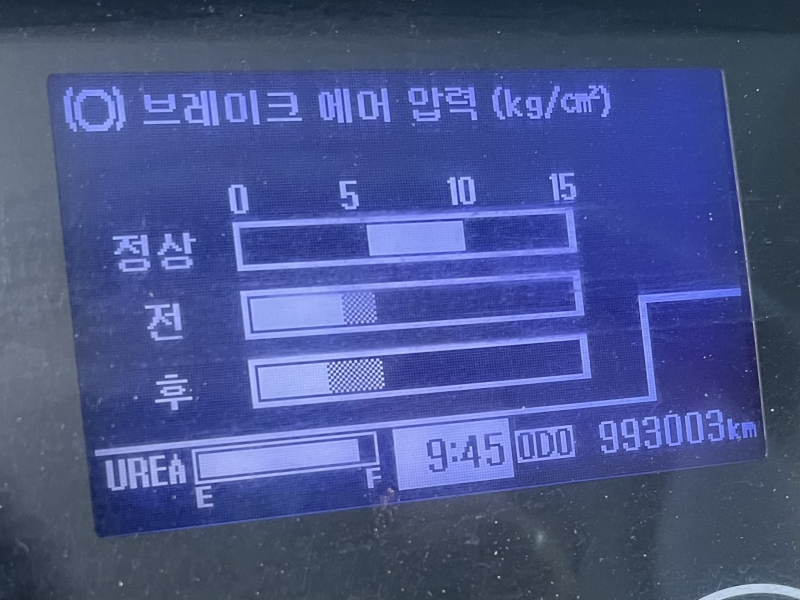 브레이크 에어 압력 (kg/cm²)
0 5 10 15
정상
전
후
UREA E F 9:45 ODO 993003km